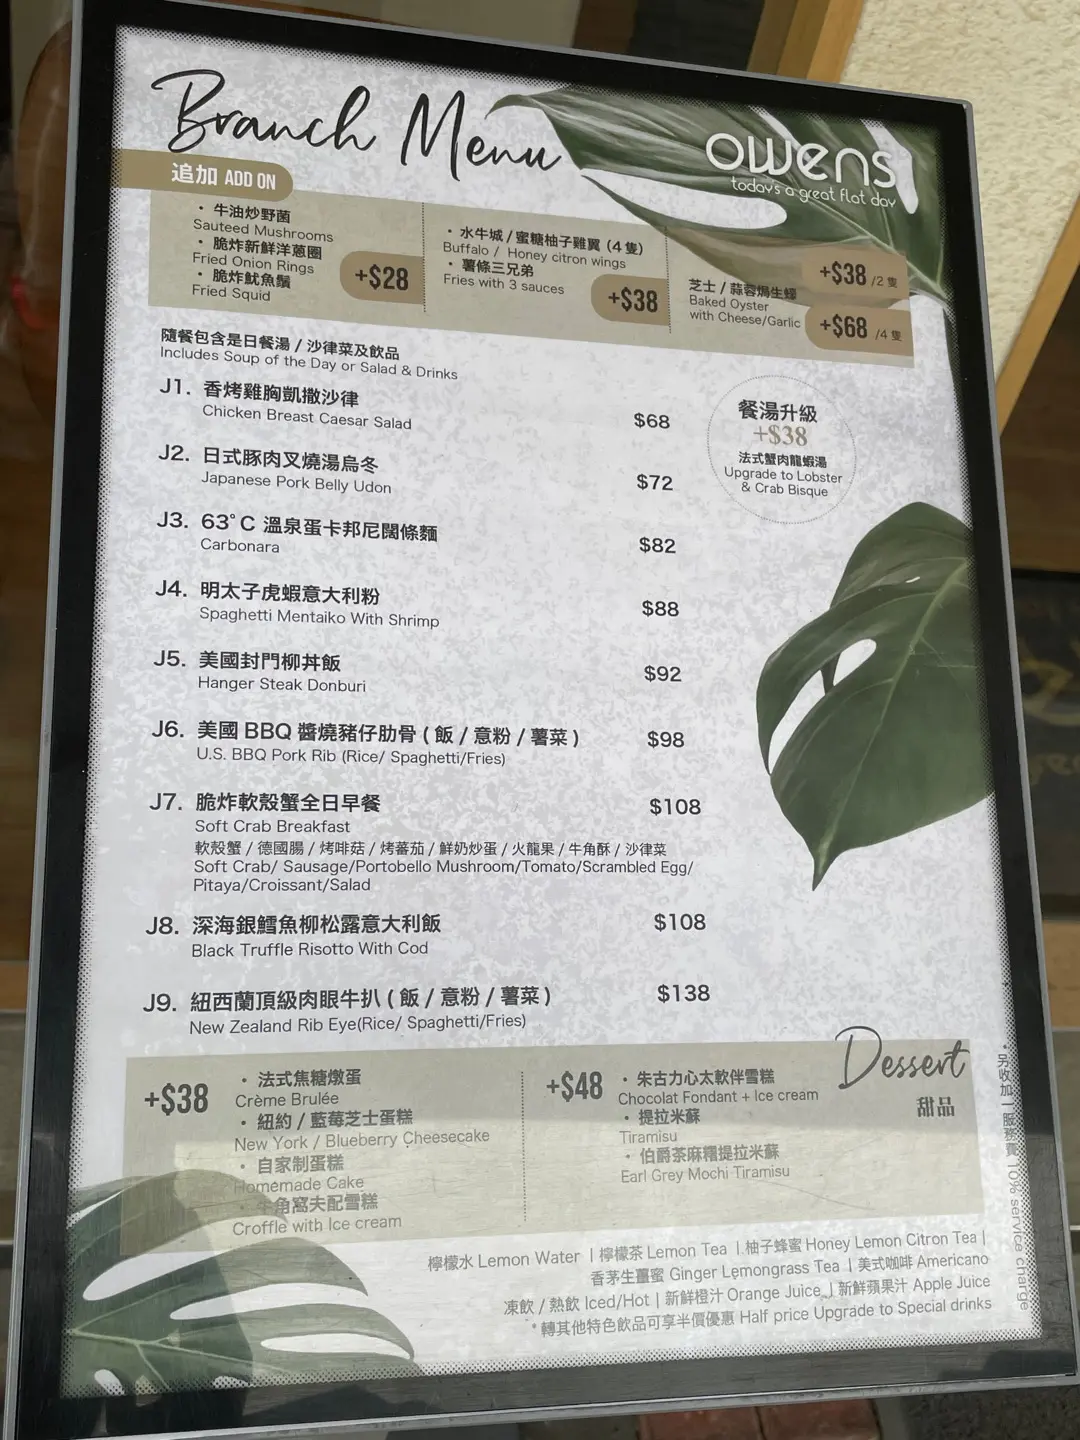 Branch Menu
owens
today's a great flat day
追加 ADD ON
・牛油炒野菌
Sauteed Mushrooms
・脆炸新鮮洋蔥圈
Fried Onion Rings
・脆炸魷魚鬚
Fried Squid
+$28
・水牛城 / 蜜糖柚子雞翼 (4 隻)
Buffalo / Honey citron wings
・薯條三兄弟
Fries with 3 sauces
+$38
芝士 / 蒜蓉焗生蠔
Baked Oyster
with Cheese/Garlic
+$38 /2 隻
+$68 /4 隻
隨餐包含是日餐湯 / 沙律菜及飲品
Includes Soup of the Day or Salad & Drinks
J1. 香烤雞胸凱撒沙律 $68
Chicken Breast Caesar Salad
J2. 日式豚肉叉燒湯烏冬 $72
Japanese Pork Belly Udon
J3. 63°C 溫泉蛋卡邦尼闊條麵 $82
Carbonara
J4. 明太子虎蝦意大利粉 $88
Spaghetti Mentaiko With Shrimp
J5. 美國封門柳丼飯 $92
Hanger Steak Donburi
J6. 美國 BBQ 醬燒豬仔肋骨 ( 飯 / 意粉 / 薯菜 ) $98
U.S. BBQ Pork Rib (Rice/ Spaghetti/Fries)
J7. 脆炸軟殼蟹全日早餐 $108
Soft Crab Breakfast
軟殼蟹 / 德國腸 / 烤啡菇 / 烤蕃茄 / 鮮奶炒蛋 / 火龍果 / 牛角酥 / 沙律菜
Soft Crab/ Sausage/Portobello Mushroom/Tomato/Scrambled Egg/
Pitaya/Croissant/Salad
J8. 深海銀鱈魚柳松露意大利飯 $108
Black Truffle Risotto With Cod
J9. 紐西蘭頂級肉眼牛扒 ( 飯 / 意粉 / 薯菜 ) $138
New Zealand Rib Eye(Rice/ Spaghetti/Fries)
餐湯升級
+$38
法式蟹肉龍蝦湯
Upgrade to Lobster
& Crab Bisque
Dessert
甜品
+$38
・法式焦糖燉蛋
Crème Brulée
・紐約 / 藍莓芝士蛋糕
New York / Blueberry Cheesecake
・自家制蛋糕
Homemade Cake
・牛角窩夫配雪糕
Croffle with Ice cream
+$48
・朱古力心太軟伴雪糕
Chocolat Fondant + Ice cream
・提拉米蘇
Tiramisu
・伯爵茶麻糬提拉米蘇
Earl Grey Mochi Tiramisu
檸檬水 Lemon Water | 檸檬茶 Lemon Tea | 柚子蜂蜜 Honey Lemon Citron Tea |
香茅生薑蜜 Ginger Lemongrass Tea | 美式咖啡 Americano
凍飲 / 熱飲 Iced/Hot | 新鮮橙汁 Orange Juice | 新鮮蘋果汁 Apple Juice
*轉其他特色飲品可享半價優惠 Half price Upgrade to Special drinks
・另收加一服務費 10% service charge